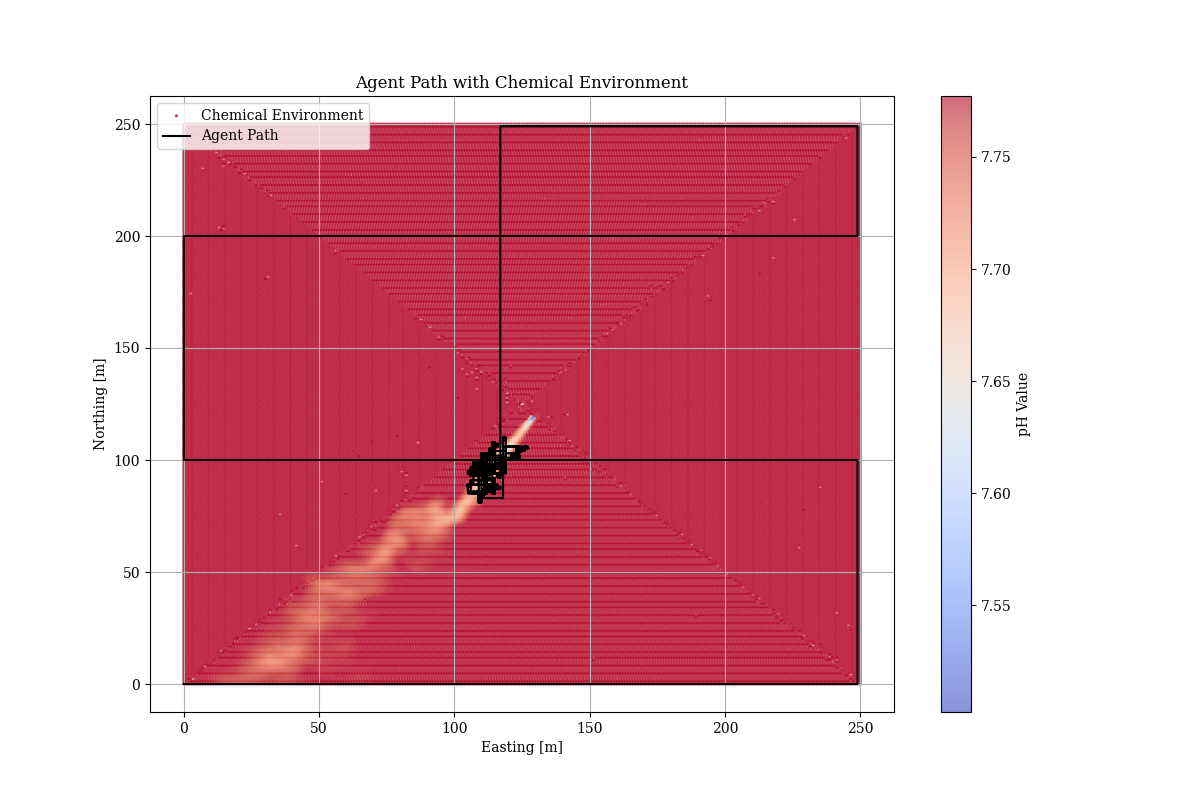 Agent Path with Chemical Environment
Chemical Environment
Agent Path
250
200
150
100
50
0
Northing [m]
0 50 100 150 200 250
Easting [m]
7.75
7.70
7.65
7.60
7.55
pH Value